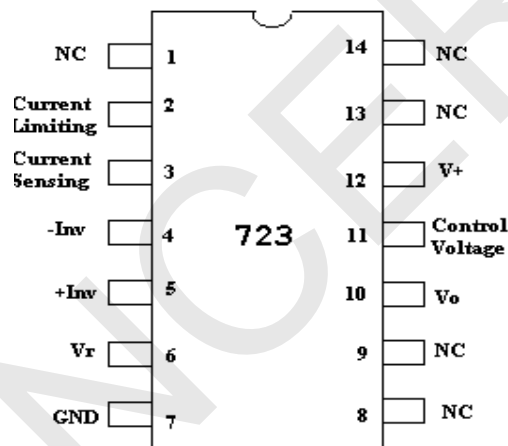 NC 1 14 NC
Current Limiting 2 13 NC
Current Sensing 3 12 V+
-Inv 4 723 11 Control Voltage
+Inv 5 10 Vo
Vr 6 9 NC
GND 7 8 NC
NCER